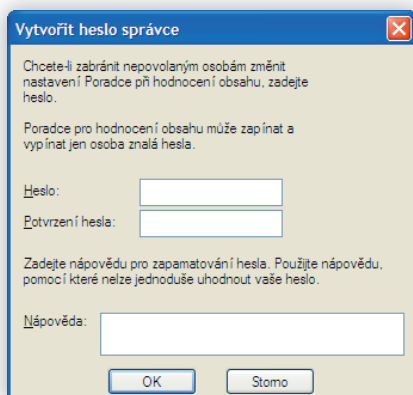 Vytvořit heslo správce
Chcete-li zabránit nepovolaným osobám změnit
nastavení Poradce při hodnocení obsahu, zadejte
heslo.
Poradce pro hodnocení obsahu může zapínat a
vypínat jen osoba znalá hesla.
Heslo:
Potvrzení hesla:
Zadejte nápovědu pro zapamatování hesla. Použijte nápovědu,
pomocí které nelze jednoduše uhodnout vaše heslo.
Nápověda:
OK
Storno